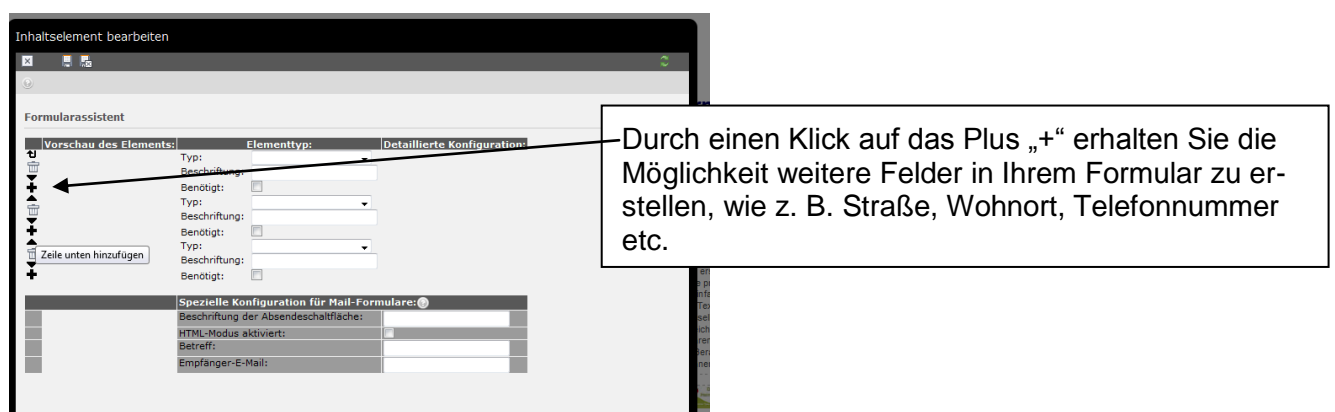 Inhaltselement bearbeiten
Formularassistent
Vorschau des Elements: Elementtyp: Detaillierte Konfiguration:
Typ:
Beschriftung:
Benötigt:
Typ:
Beschriftung:
Benötigt:
Typ:
Zeile unten hinzufügen
Beschriftung:
Benötigt:
Spezielle Konfiguration für Mail-Formulare:
Beschriftung der Absendeschaltfläche:
HTML-Modus aktiviert:
Betreff:
Empfänger-E-Mail:
Durch einen Klick auf das Plus „+“ erhalten Sie die
Möglichkeit weitere Felder in Ihrem Formular zu er-
stellen, wie z. B. Straße, Wohnort, Telefonnummer
etc.